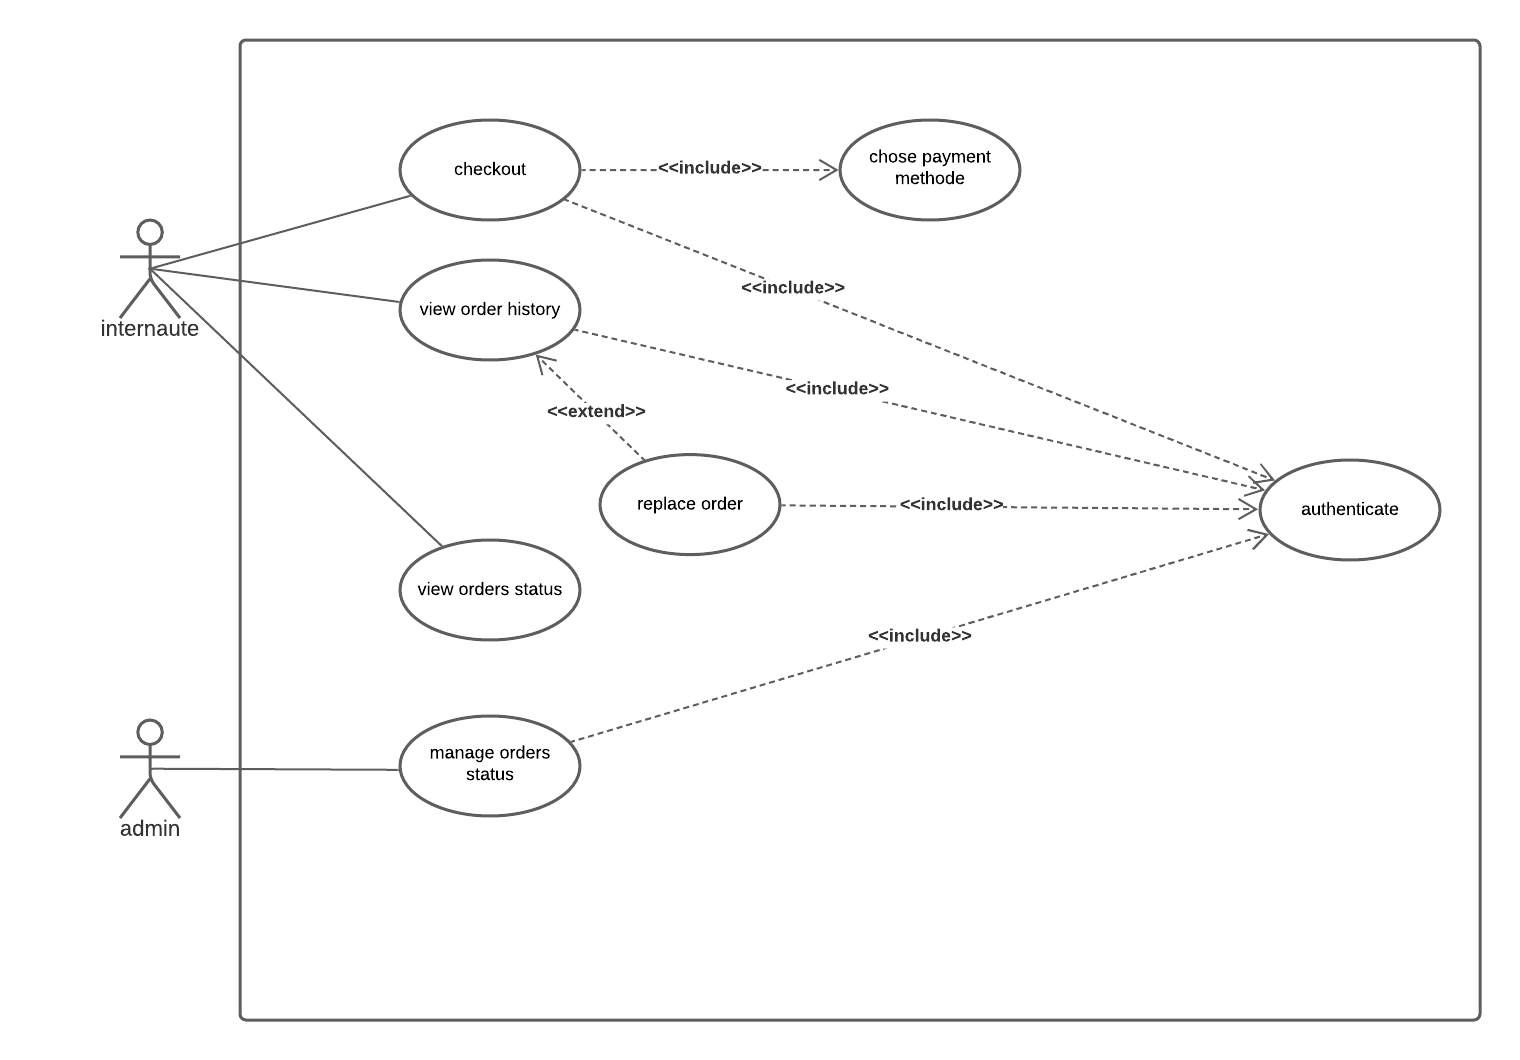 checkout
<<include>>
chose payment
methode
<<include>>
internaute
view order history
<<include>>
<<extend>>
replace order
<<include>>
authenticate
view orders status
<<include>>
manage orders
status
admin